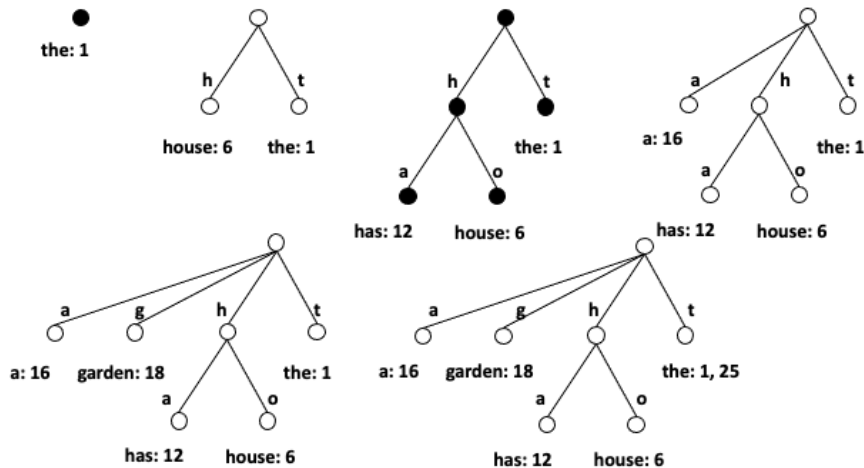 the: 1
h t
house: 6 the: 1
h t
a o the: 1
has: 12 house: 6
a h t
a: 16 a o the: 1
has: 12 house: 6
a g h t
a: 16 garden: 18 a o the: 1
has: 12 house: 6
a g h t
a: 16 garden: 18 a o the: 1, 25
has: 12 house: 6